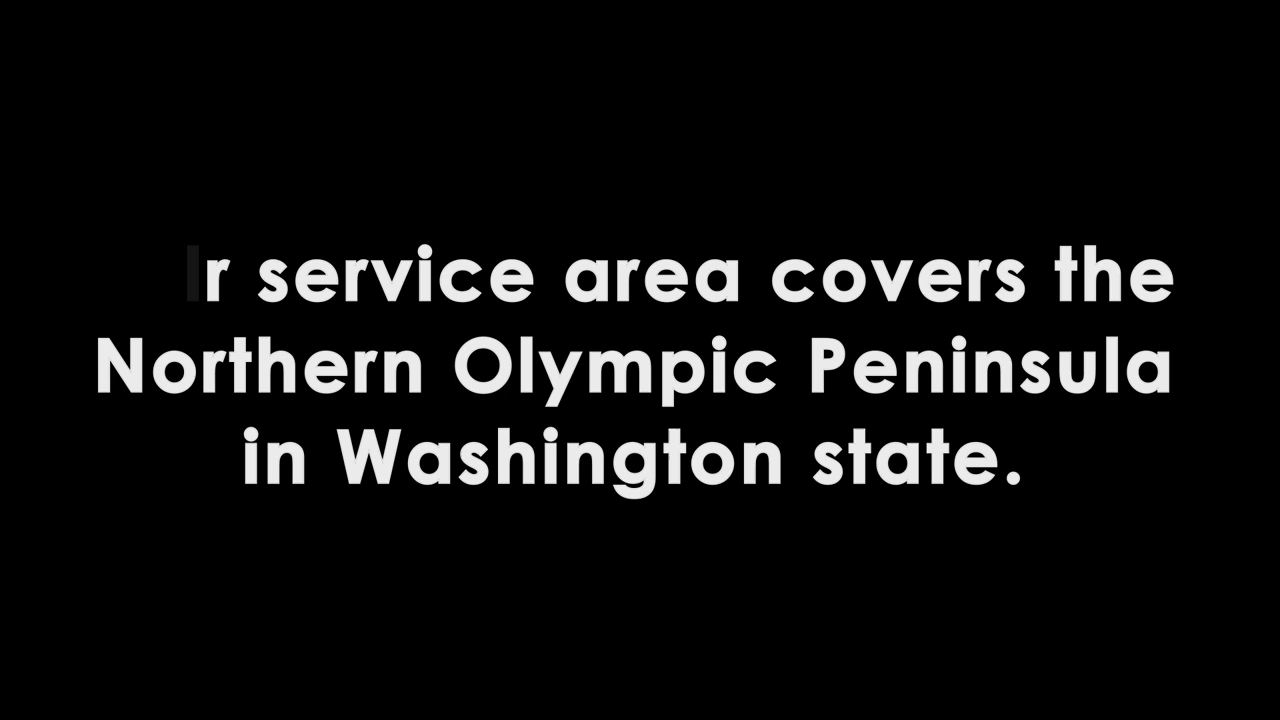 r service area covers the
Northern Olympic Peninsula
in Washington state.